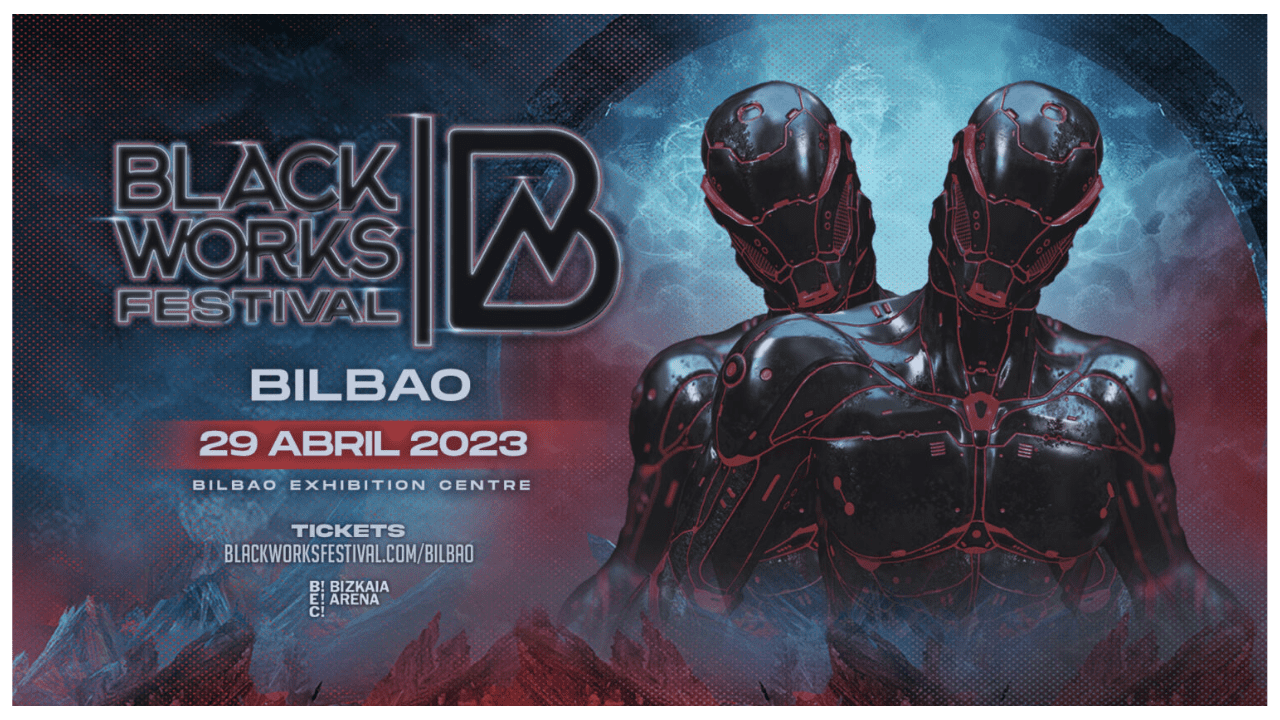 BLACK
WORKS
FESTIVAL
BILBAO
29 ABRIL 2023
BILBAO EXHIBITION CENTRE
TICKETS
BLACKWORKSFESTIVAL.COM/BILBAO
B! BIZKAIA
E! ARENA
C!